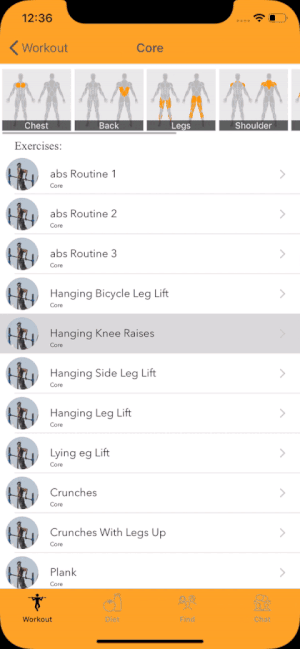 12:36
Workout
Core
Chest
Back
Legs
Shoulder
Exercises:
abs Routine 1
Core
abs Routine 2
Core
abs Routine 3
Core
Hanging Bicycle Leg Lift
Core
Hanging Knee Raises
Core
Hanging Side Leg Lift
Core
Hanging Leg Lift
Core
Lying eg Lift
Core
Crunches
Core
Crunches With Legs Up
Core
Plank
Core
Workout
Chat